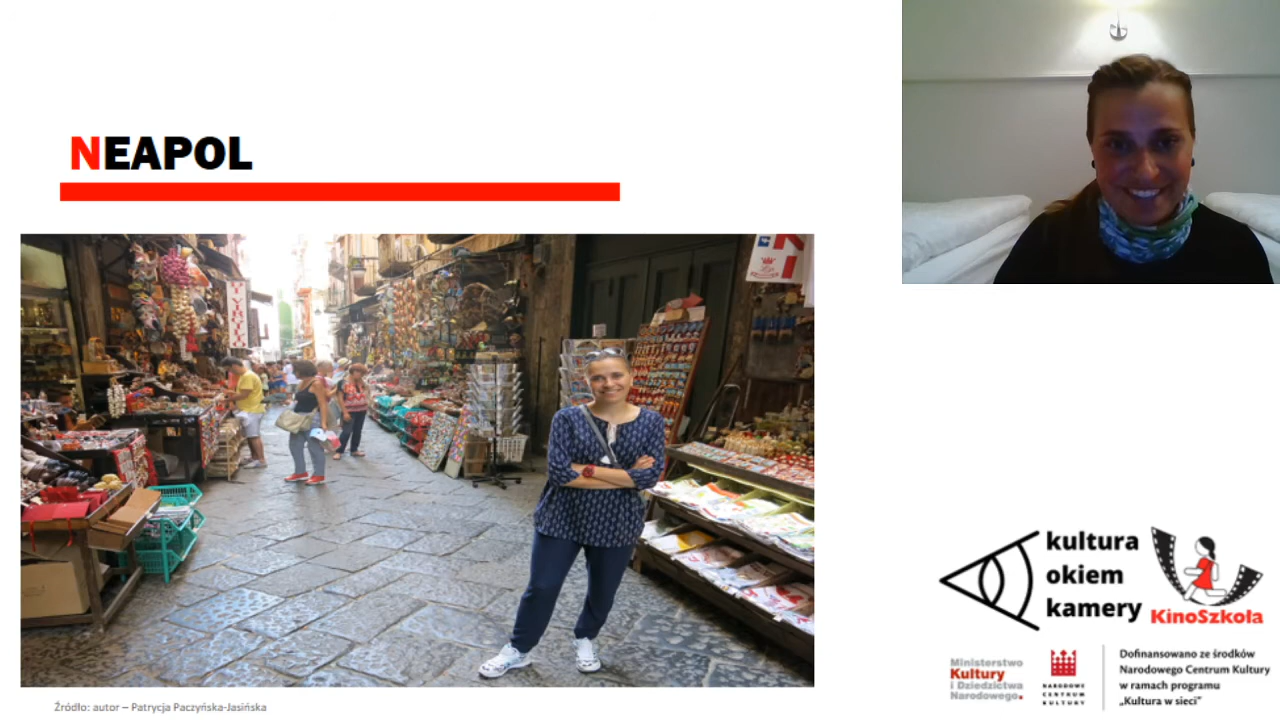 NEAPOL
kultura
okiem
kamery
KinoSzkoła
Ministerstwo
Kultury
i Dziedzictwa
Narodowego.
NARODOWE
CENTRUM
KULTURY
Dofinansowano ze środków
Narodowego Centrum Kultury
w ramach programu
„Kultura w sieci”
Źródło: autor – Patrycja Paczyńska-Jasińska